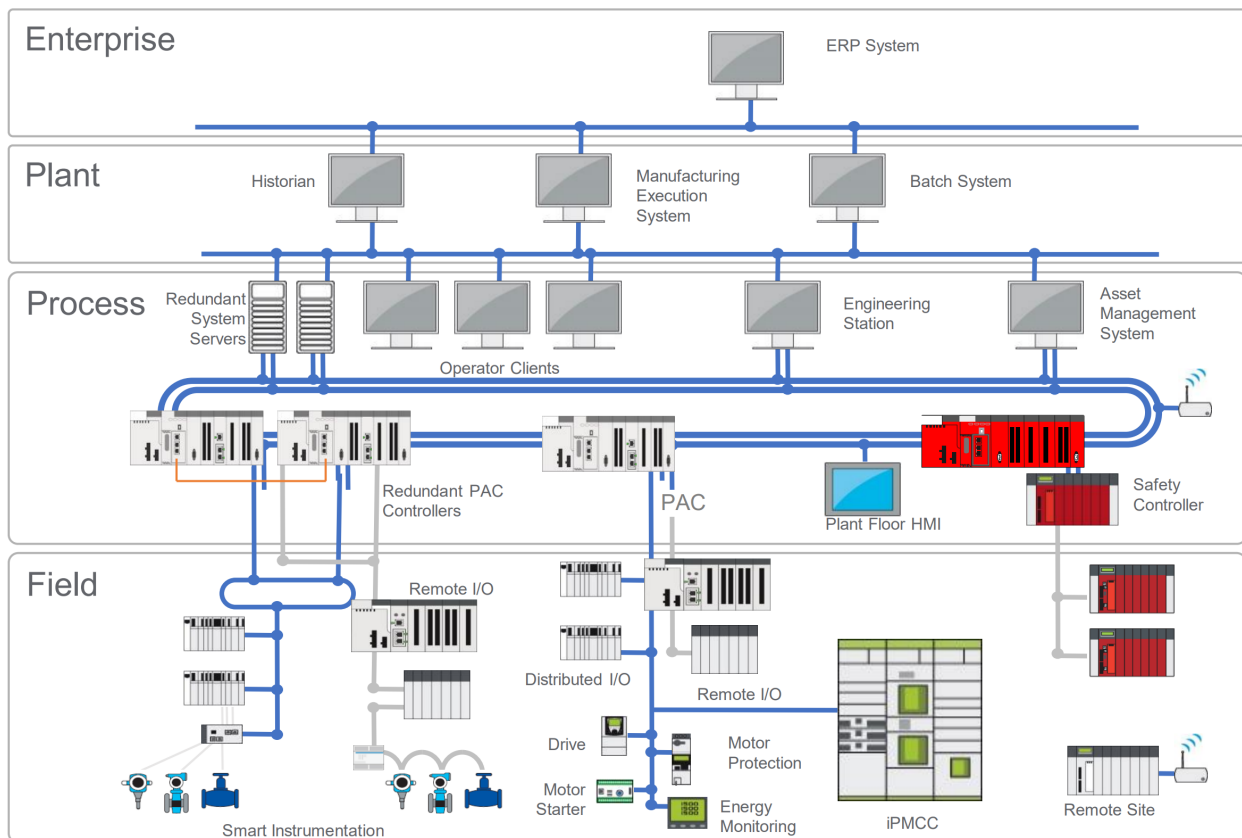 Enterprise
ERP System
Plant
Historian
Manufacturing
Execution
System
Batch System
Process
Redundant
System
Servers
Operator Clients
Engineering
Station
Asset
Management
System
Redundant PAC
Controllers
PAC
Plant Floor HMI
Safety
Controller
Field
Remote I/O
Distributed I/O
Remote I/O
Drive
Motor
Protection
Motor
Starter
Energy
Monitoring
iPMCC
Remote Site
Smart Instrumentation